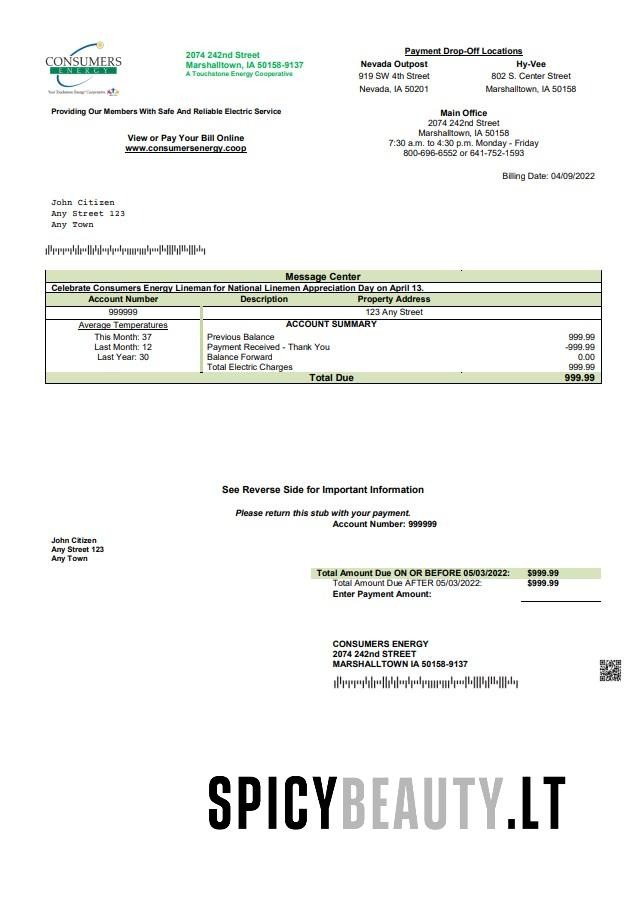 CONSUMERS
ENERGY
Your Touchstone Energy® Cooperative
2074 242nd Street
Marshalltown, IA 50158-9137
A Touchstone Energy Cooperative
Payment Drop-Off Locations
Nevada Outpost Hy-Vee
919 SW 4th Street 802 S. Center Street
Nevada, IA 50201 Marshalltown, IA 50158
Providing Our Members With Safe And Reliable Electric Service
View or Pay Your Bill Online
www.consumersenergy.coop
Main Office
2074 242nd Street
Marshalltown, IA 50158
7:30 a.m. to 4:30 p.m. Monday - Friday
800-696-6552 or 641-752-1593
Billing Date: 04/09/2022
John Citizen
Any Street 123
Any Town
Message Center
Celebrate Consumers Energy Lineman for National Linemen Appreciation Day on April 13.
Account Number Description Property Address
999999 123 Any Street
Average Temperatures ACCOUNT SUMMARY
This Month: 37 Previous Balance 999.99
Last Month: 12 Payment Received - Thank You -999.99
Last Year: 30 Balance Forward 0.00
Total Electric Charges 999.99
Total Due 999.99
See Reverse Side for Important Information
Please return this stub with your payment.
Account Number: 999999
John Citizen
Any Street 123
Any Town
Total Amount Due ON OR BEFORE 05/03/2022: $999.99
Total Amount Due AFTER 05/03/2022: $999.99
Enter Payment Amount:
CONSUMERS ENERGY
2074 242nd STREET
MARSHALLTOWN IA 50158-9137
SPICYBEAUTY.LT